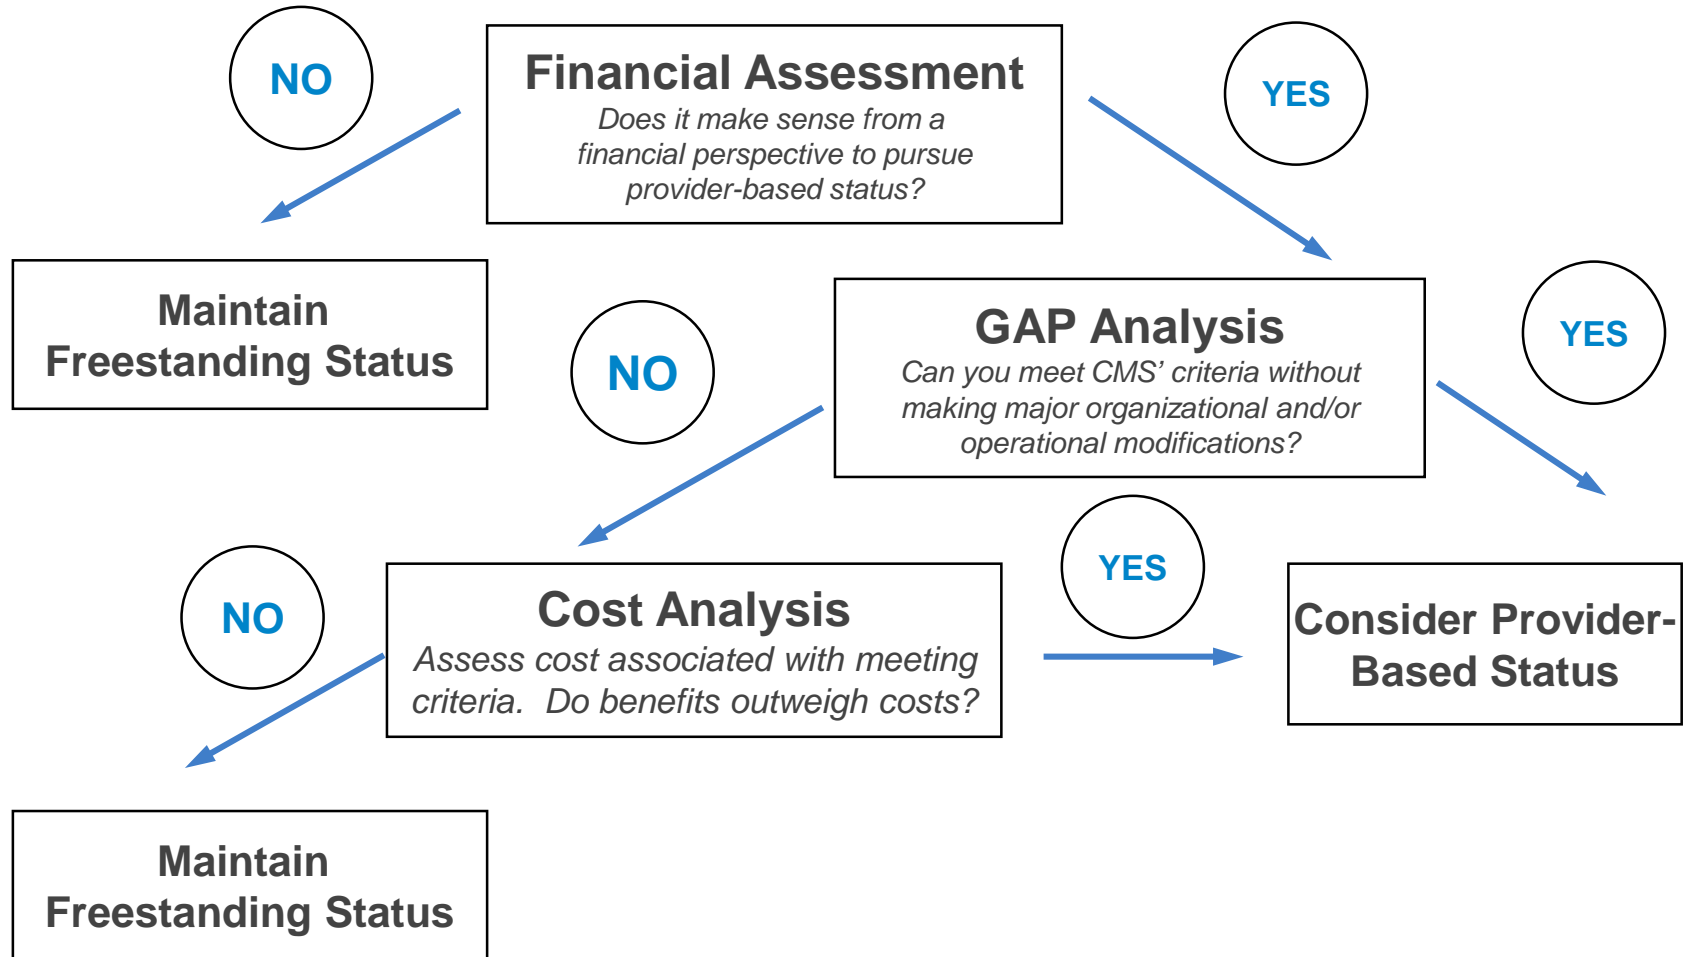 NO
Financial Assessment
Does it make sense from a
financial perspective to pursue
provider-based status?
YES
Maintain
Freestanding Status
NO
GAP Analysis
Can you meet CMS’ criteria without
making major organizational and/or
operational modifications?
YES
NO
Cost Analysis
Assess cost associated with meeting
criteria.  Do benefits outweigh costs?
YES
Consider Provider-
Based Status
Maintain
Freestanding Status